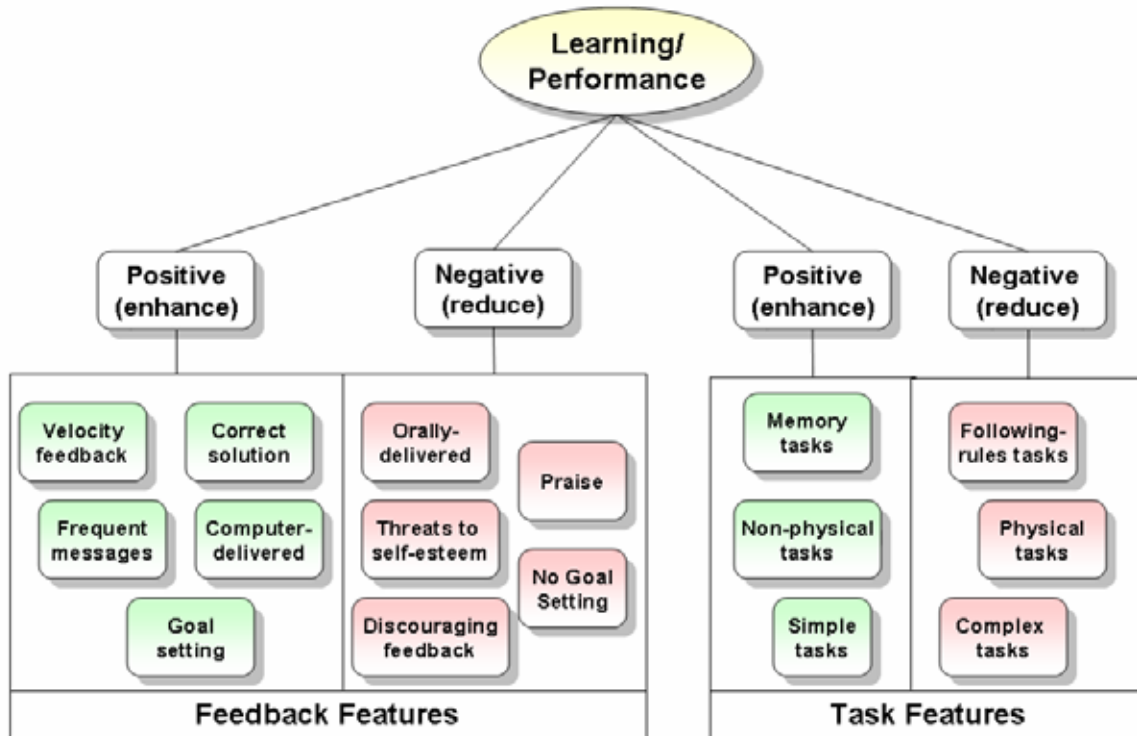 Learning/
Performance
Positive
(enhance)
Negative
(reduce)
Positive
(enhance)
Negative
(reduce)
Velocity
feedback
Correct
solution
Frequent
messages
Computer-
delivered
Goal
setting
Orally-
delivered
Praise
Threats to
self-esteem
No Goal
Setting
Discouraging
feedback
Memory
tasks
Non-physical
tasks
Simple
tasks
Following-
rules tasks
Physical
tasks
Complex
tasks
Feedback Features
Task Features